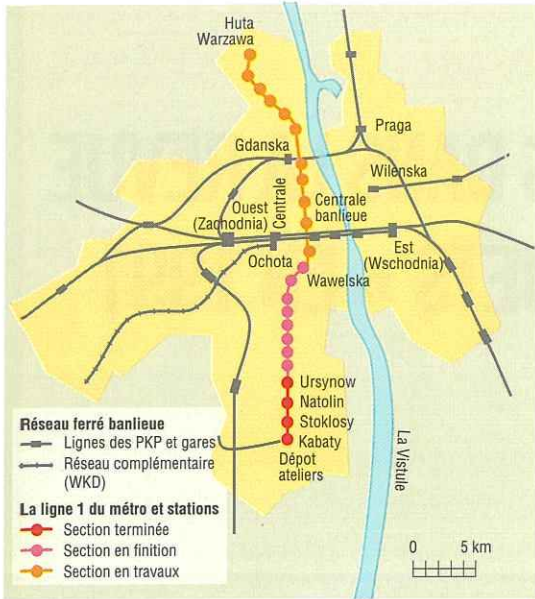 Huta
Warzawa
Praga
Gdanska
Wilenska
Centrale
Ouest
(Zachodnia)
Centrale
banlieue
Ochota
Est
(Wschodnia)
Wawelska
Ursynow
Natolin
Stoklosy
Kabaty
Dépot
ateliers
La Vistule
Réseau ferré banlieue
Lignes des PKP et gares
Réseau complémentaire
(WKD)
La ligne 1 du métro et stations
Section terminée
Section en finition
Section en travaux
0 5 km